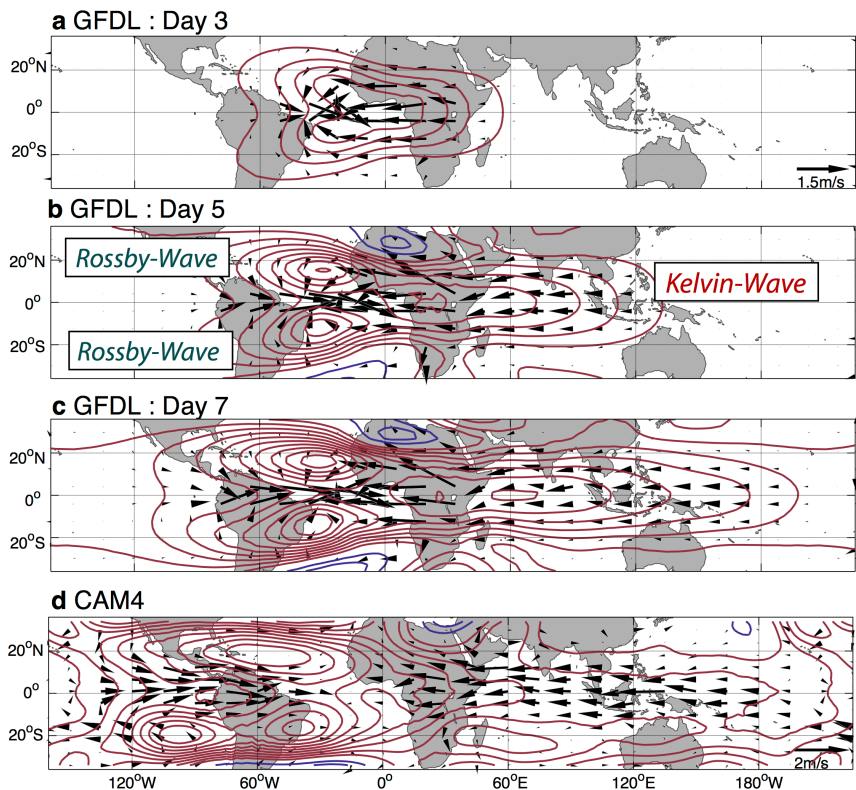 a GFDL : Day 3
20°N
0°
20°S
1.5m/s
b GFDL : Day 5
Rossby-Wave
20°N
Kelvin-Wave
0°
Rossby-Wave
20°S
c GFDL : Day 7
20°N
0°
20°S
d CAM4
20°N
0°
20°S
2m/s
120°W 60°W 0° 60°E 120°E 180°W